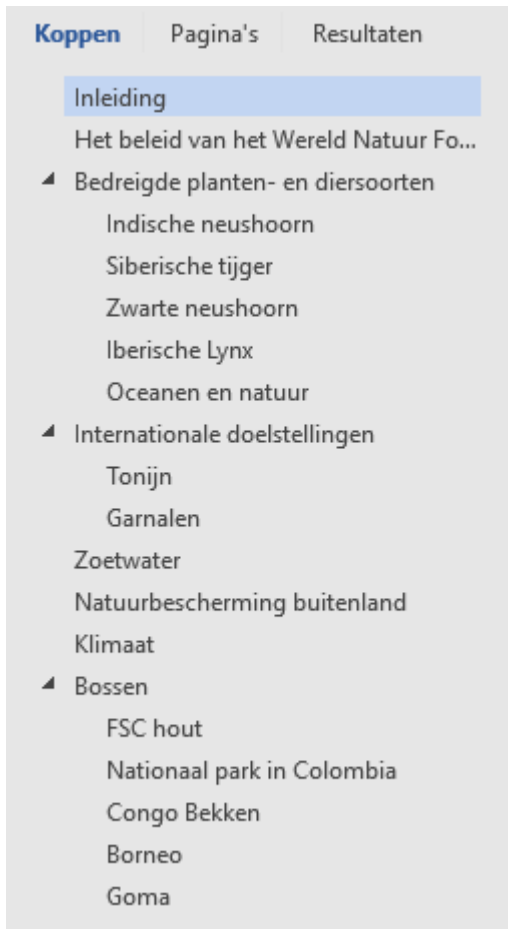 Koppen Pagina's Resultaten
Inleiding
Het beleid van het Wereld Natuur Fo...
Bedreigde planten- en diersoorten
Indische neushoorn
Siberische tijger
Zwarte neushoorn
Iberische Lynx
Oceanen en natuur
Internationale doelstellingen
Tonijn
Garnalen
Zoetwater
Natuurbescherming buitenland
Klimaat
Bossen
FSC hout
Nationaal park in Colombia
Congo Bekken
Borneo
Goma